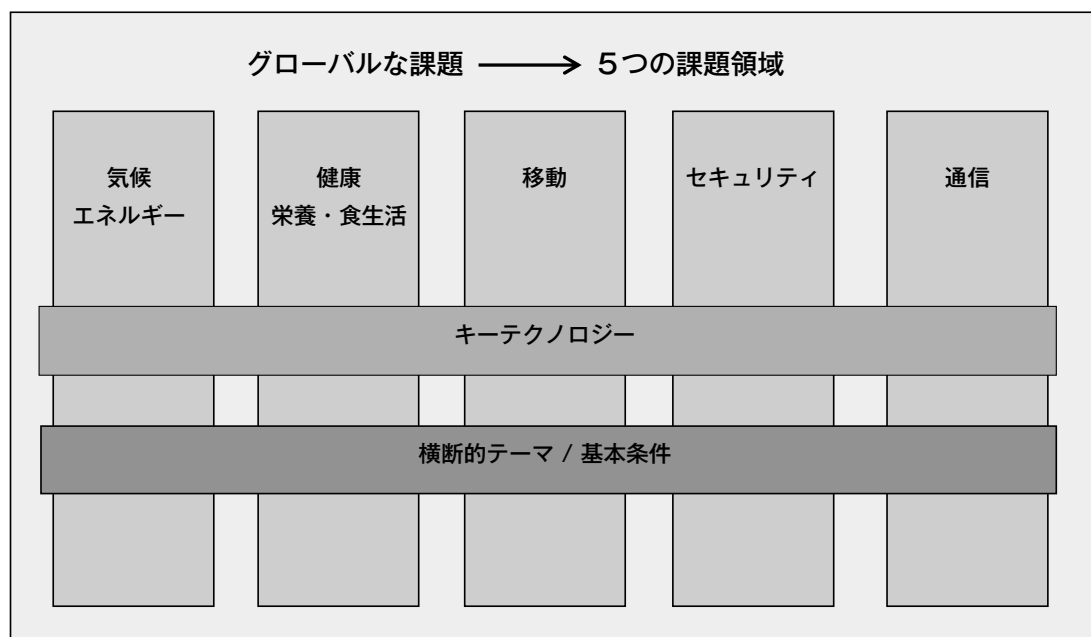 グローバルな課題 → 5つの課題領域
気候
エネルギー
健康
栄養・食生活
移動
セキュリティ
通信
キーテクノロジー
横断的テーマ / 基本条件